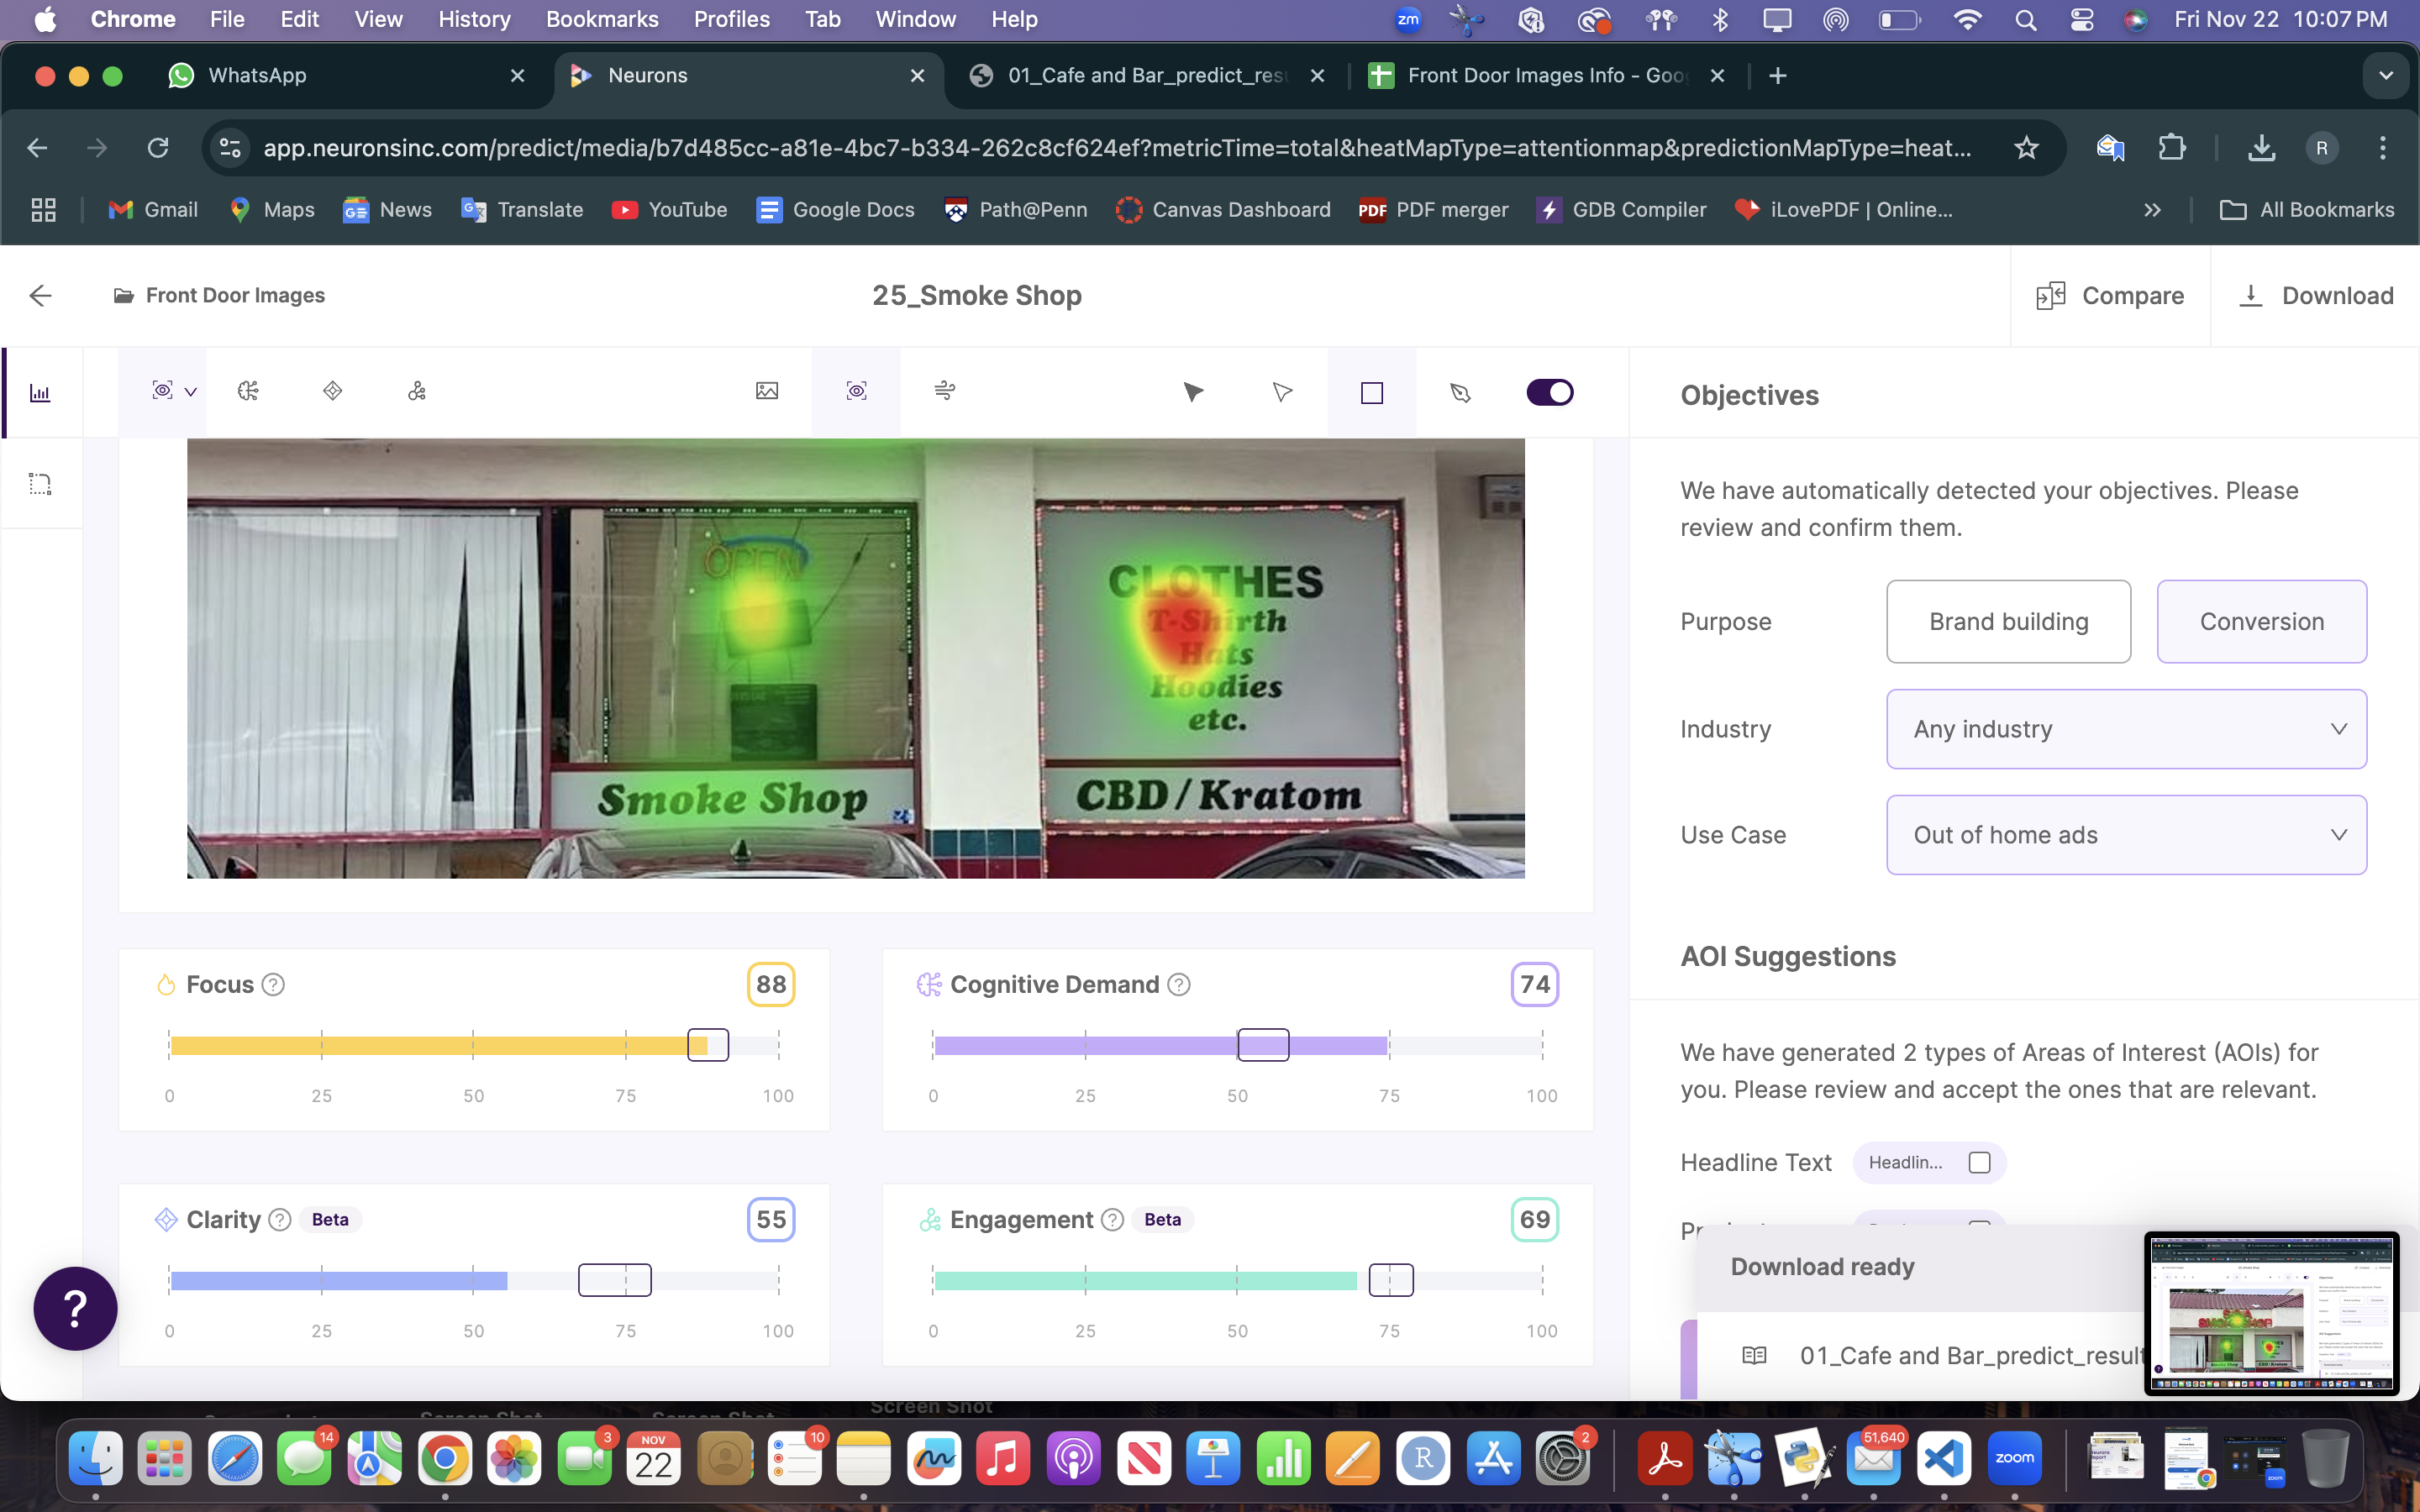 Chrome File Edit View History Bookmarks Profiles Tab Window Help zm Fri Nov 22 10:07 PM
WhatsApp Neurons 01_Cafe and Bar_predict_resu Front Door Images Info - Goo
app.neuronsinc.com/predict/media/b7d485cc-a81e-4bc7-b334-262c8cf624ef?metricTime=total&heatMapType=attentionmap&predictionMapType=heat... R
Gmail Maps News Translate YouTube Google Docs Path@Penn Canvas Dashboard PDF PDF merger GDB Compiler iLovePDF | Online... All Bookmarks
Front Door Images 25_Smoke Shop Compare Download
Objectives
We have automatically detected your objectives. Please
review and confirm them.
Purpose Brand building Conversion
Industry Any industry
Use Case Out of home ads
OPEN
Smoke Shop
CLOTHES
T-Shirth
Hats
Hoodies
etc.
CBD / Kratom
AOI Suggestions
We have generated 2 types of Areas of Interest (AOIs) for
you. Please review and accept the ones that are relevant.
Headline Text Headlin...
Focus ? 88
0 25 50 75 100
Cognitive Demand ? 74
0 25 50 75 100
Clarity ? Beta 55
0 25 50 75 100
Engagement ? Beta 69
0 25 50 75 100
?
Download ready
01_Cafe and Bar_predict_result
Screen Shot
14 3 NOV 22 10 2 51,640 zoom